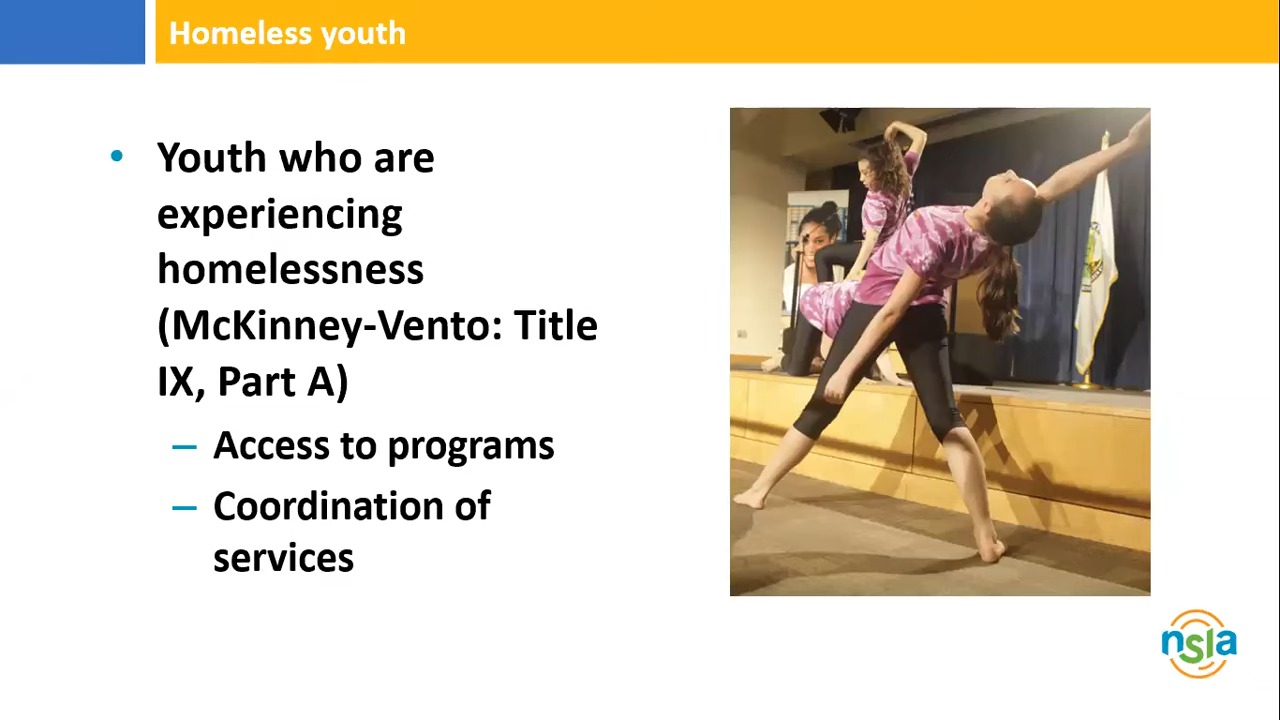 Homeless youth
• Youth who are
experiencing
homelessness
(McKinney-Vento: Title
IX, Part A)
– Access to programs
– Coordination of
services
nsla